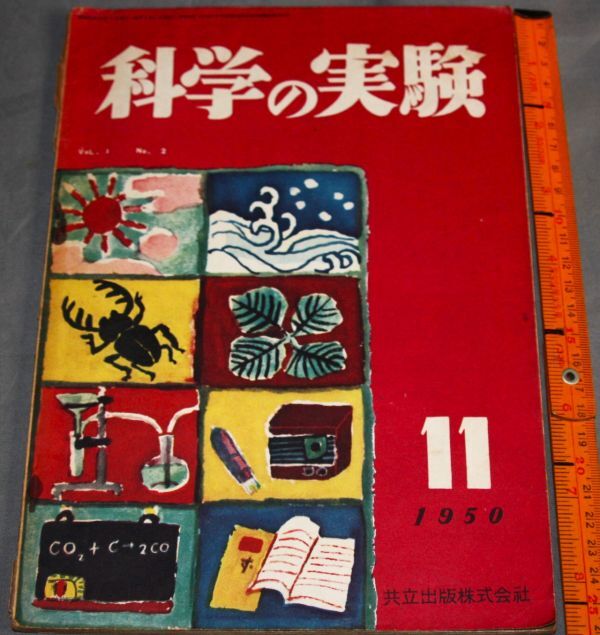 科学の実験
VOL. 1 No. 2
CO₂ + C → 2CO
11
1950
共立出版株式会社